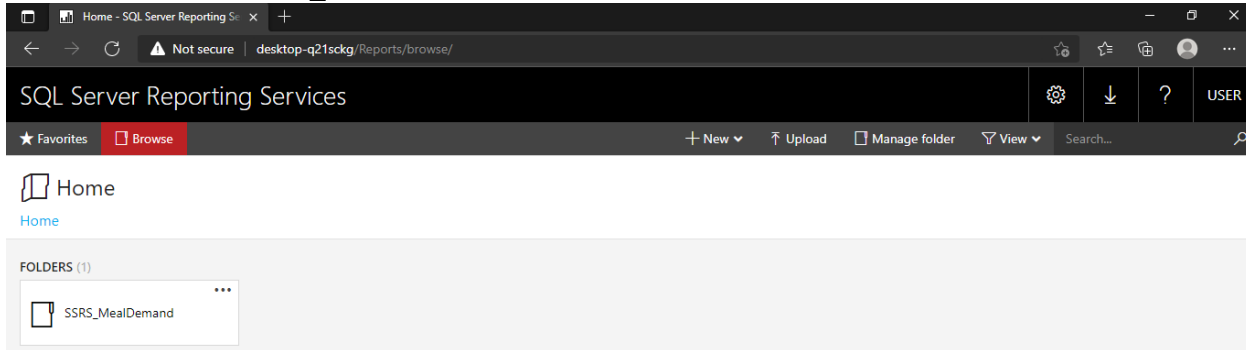 Home - SQL Server Reporting Se
Not secure | desktop-q21sckg/Reports/browse/
SQL Server Reporting Services
USER
Favorites Browse New Upload Manage folder View Search...
Home
Home
FOLDERS (1)
SSRS_MealDemand